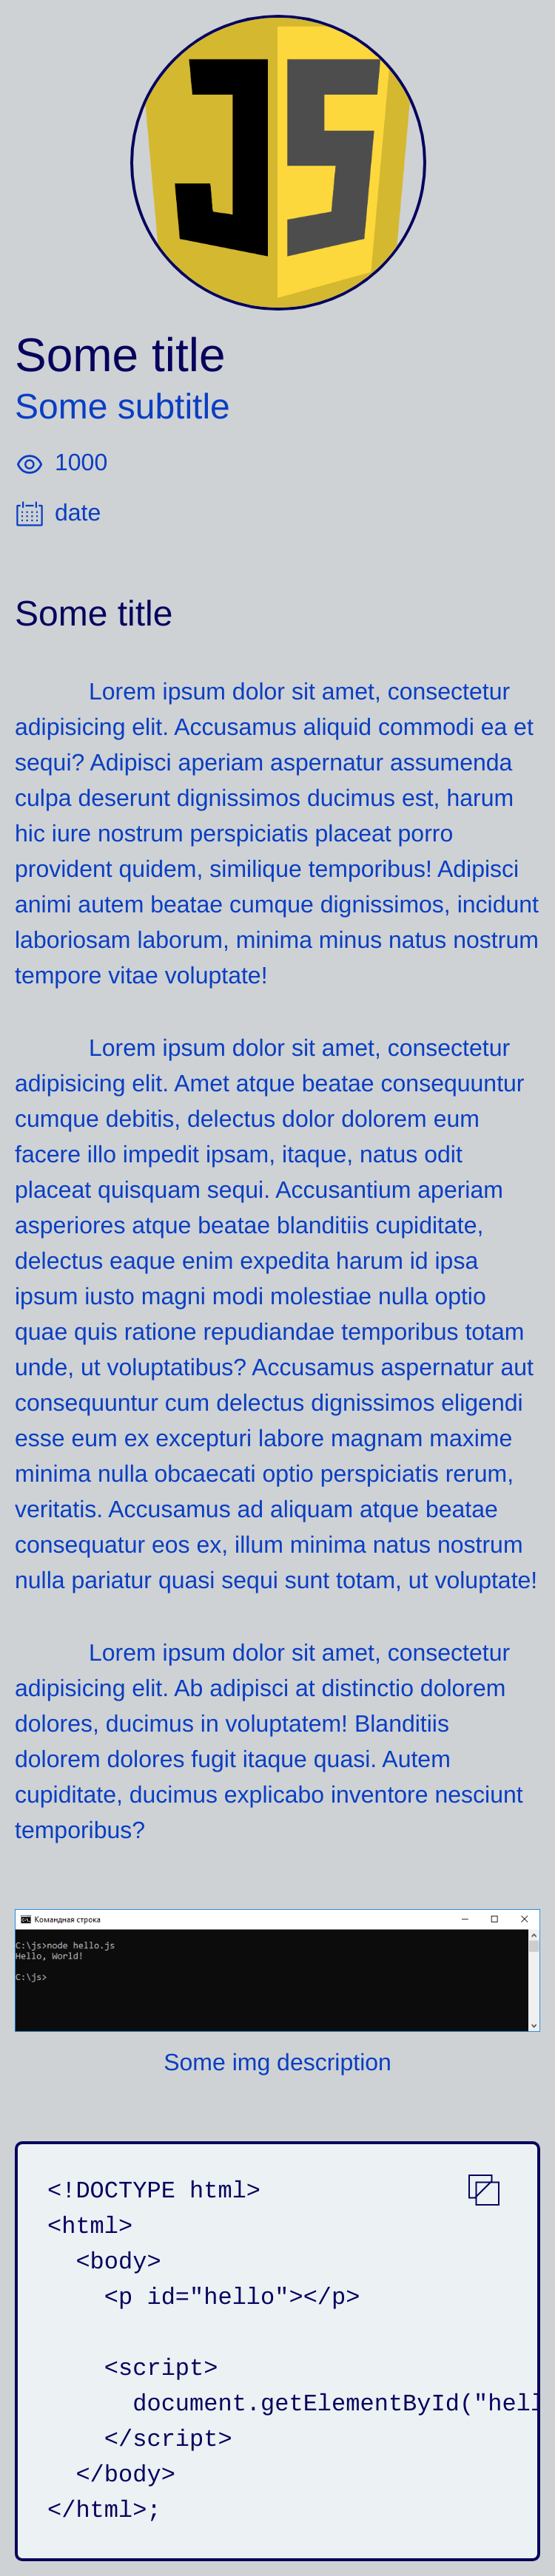 JS
Some title
Some subtitle
1000
date
Some title
Lorem ipsum dolor sit amet, consectetur
adipisicing elit. Accusamus aliquid commodi ea et
sequi? Adipisci aperiam aspernatur assumenda
culpa deserunt dignissimos ducimus est, harum
hic iure nostrum perspiciatis placeat porro
provident quidem, similique temporibus! Adipisci
animi autem beatae cumque dignissimos, incidunt
laboriosam laborum, minima minus natus nostrum
tempore vitae voluptate!
Lorem ipsum dolor sit amet, consectetur
adipisicing elit. Amet atque beatae consequuntur
cumque debitis, delectus dolor dolorem eum
facere illo impedit ipsam, itaque, natus odit
placeat quisquam sequi. Accusantium aperiam
asperiores atque beatae blanditiis cupiditate,
delectus eaque enim expedita harum id ipsa
ipsum iusto magni modi molestiae nulla optio
quae quis ratione repudiandae temporibus totam
unde, ut voluptatibus? Accusamus aspernatur aut
consequuntur cum delectus dignissimos eligendi
esse eum ex excepturi labore magnam maxime
minima nulla obcaecati optio perspiciatis rerum,
veritatis. Accusamus ad aliquam atque beatae
consequatur eos ex, illum minima natus nostrum
nulla pariatur quasi sequi sunt totam, ut voluptate!
Lorem ipsum dolor sit amet, consectetur
adipisicing elit. Ab adipisci at distinctio dolorem
dolores, ducimus in voluptatem! Blanditiis
dolorem dolores fugit itaque quasi. Autem
cupiditate, ducimus explicabo inventore nesciunt
temporibus?
Командная строка
C:\js>node hello.js
Hello, World!
C:\js>
Some img description
<!DOCTYPE html>
<html>
  <body>
    <p id="hello"></p>
    <script>
      document.getElementById("hell
    </script>
  </body>
</html>;